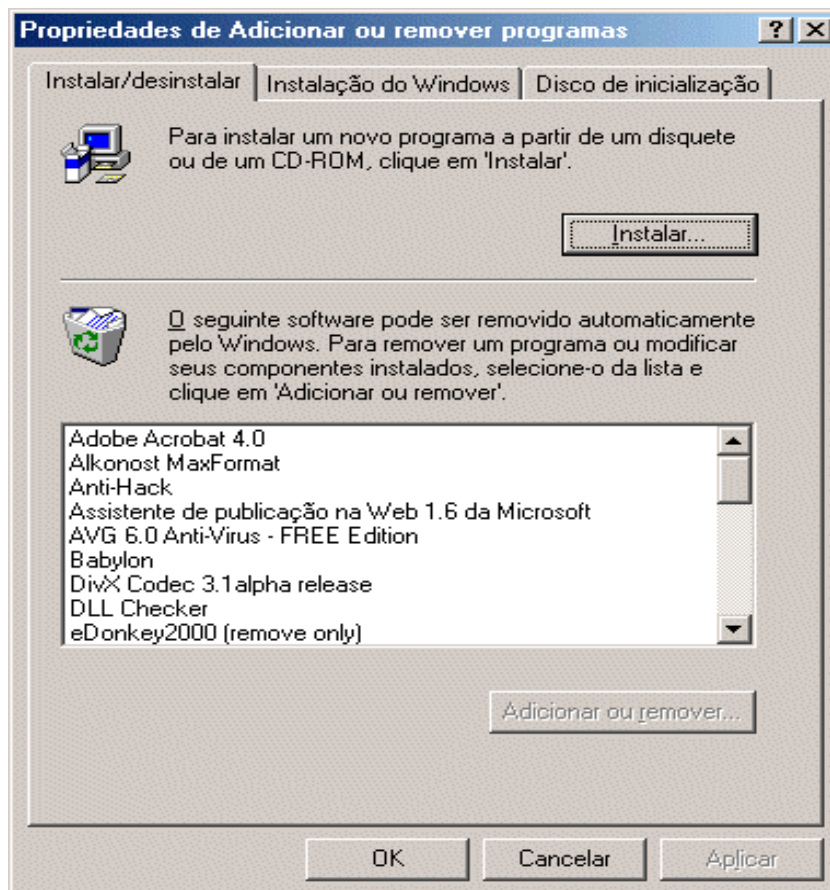 Propriedades de Adicionar ou remover programas
Instalar/desinstalar
Instalação do Windows
Disco de inicialização
Para instalar um novo programa a partir de um disquete
ou de um CD-ROM, clique em 'Instalar'.
Instalar...
O seguinte software pode ser removido automaticamente
pelo Windows. Para remover um programa ou modificar
seus componentes instalados, selecione-o da lista e
clique em 'Adicionar ou remover'.
Adobe Acrobat 4.0
Alkonost MaxFormat
Anti-Hack
Assistente de publicação na Web 1.6 da Microsoft
AVG 6.0 Anti-Virus - FREE Edition
Babylon
DivX Codec 3.1alpha release
DLL Checker
eDonkey2000 (remove only)
Adicionar ou remover...
OK
Cancelar
Aplicar